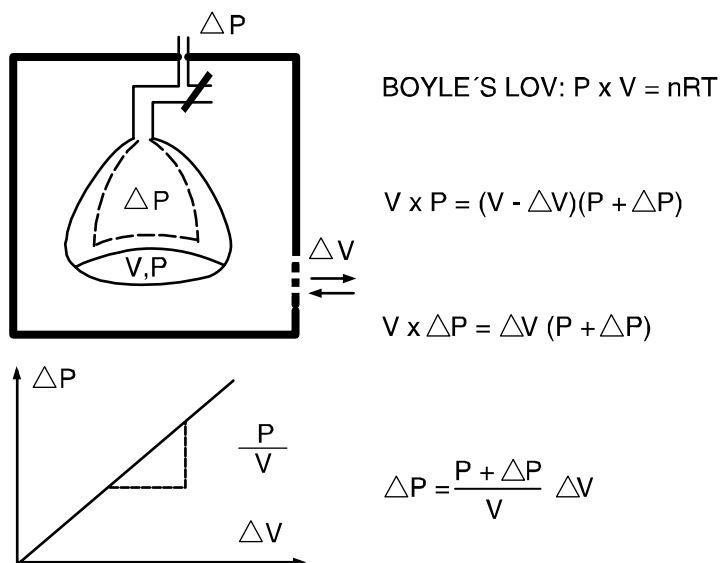 △P
BOYLE´S LOV: P x V = nRT
△P
V x P = (V - △V)(P + △P)
V,P
△V
V x △P = △V (P + △P)
△P
P
V
△V
△P = P + △P
V
△V